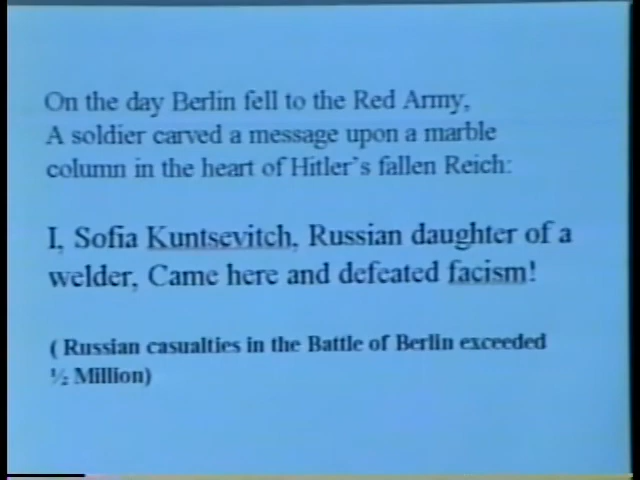 On the day Berlin fell to the Red Army,
A soldier carved a message upon a marble
column in the heart of Hitler's fallen Reich:
I, Sofia Kuntsevitch, Russian daughter of a
welder, Came here and defeated facism!
( Russian casualties in the Battle of Berlin exceeded
½ Million)